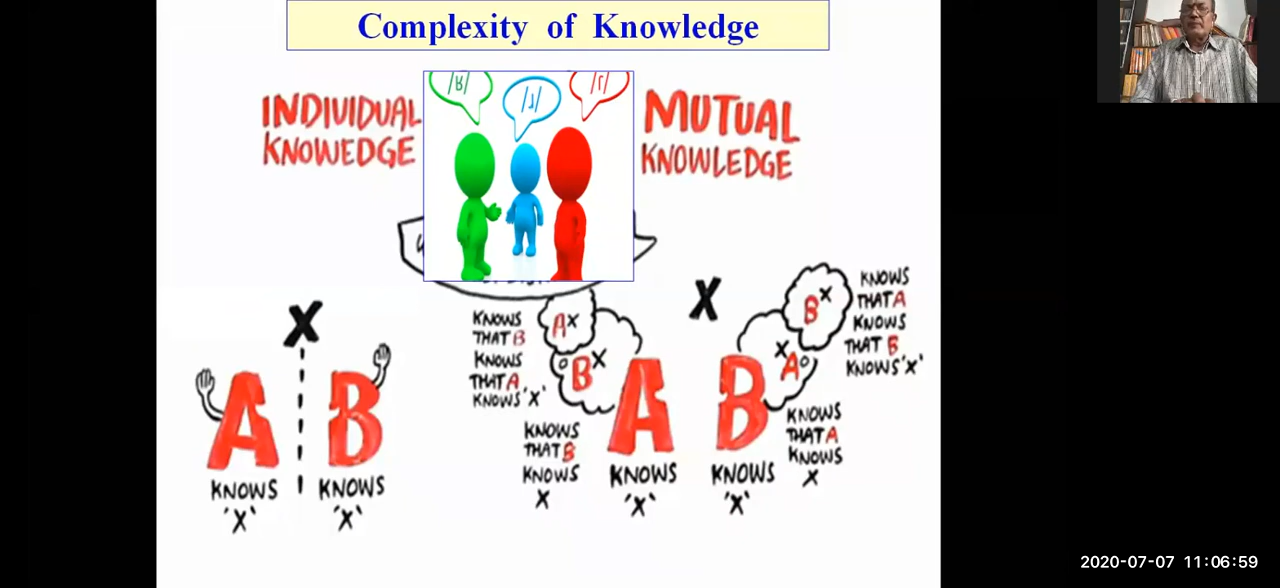 Complexity of Knowledge
INDIVIDUAL
KNOWEDGE
MUTUAL
KNOWLEDGE
X
A
B
KNOWS
'X'
KNOWS
'X'
KNOWS
THAT B
KNOWS
THAT A
KNOWS 'X'
A X
B X
KNOWS
THAT B
KNOWS
X
A
KNOWS
'X'
X
B
KNOWS
'X'
B X
X A
KNOWS
THAT A
KNOWS
THAT B
KNOWS 'X'
KNOWS
THAT A
KNOWS
X
2020-07-07 11:06:59